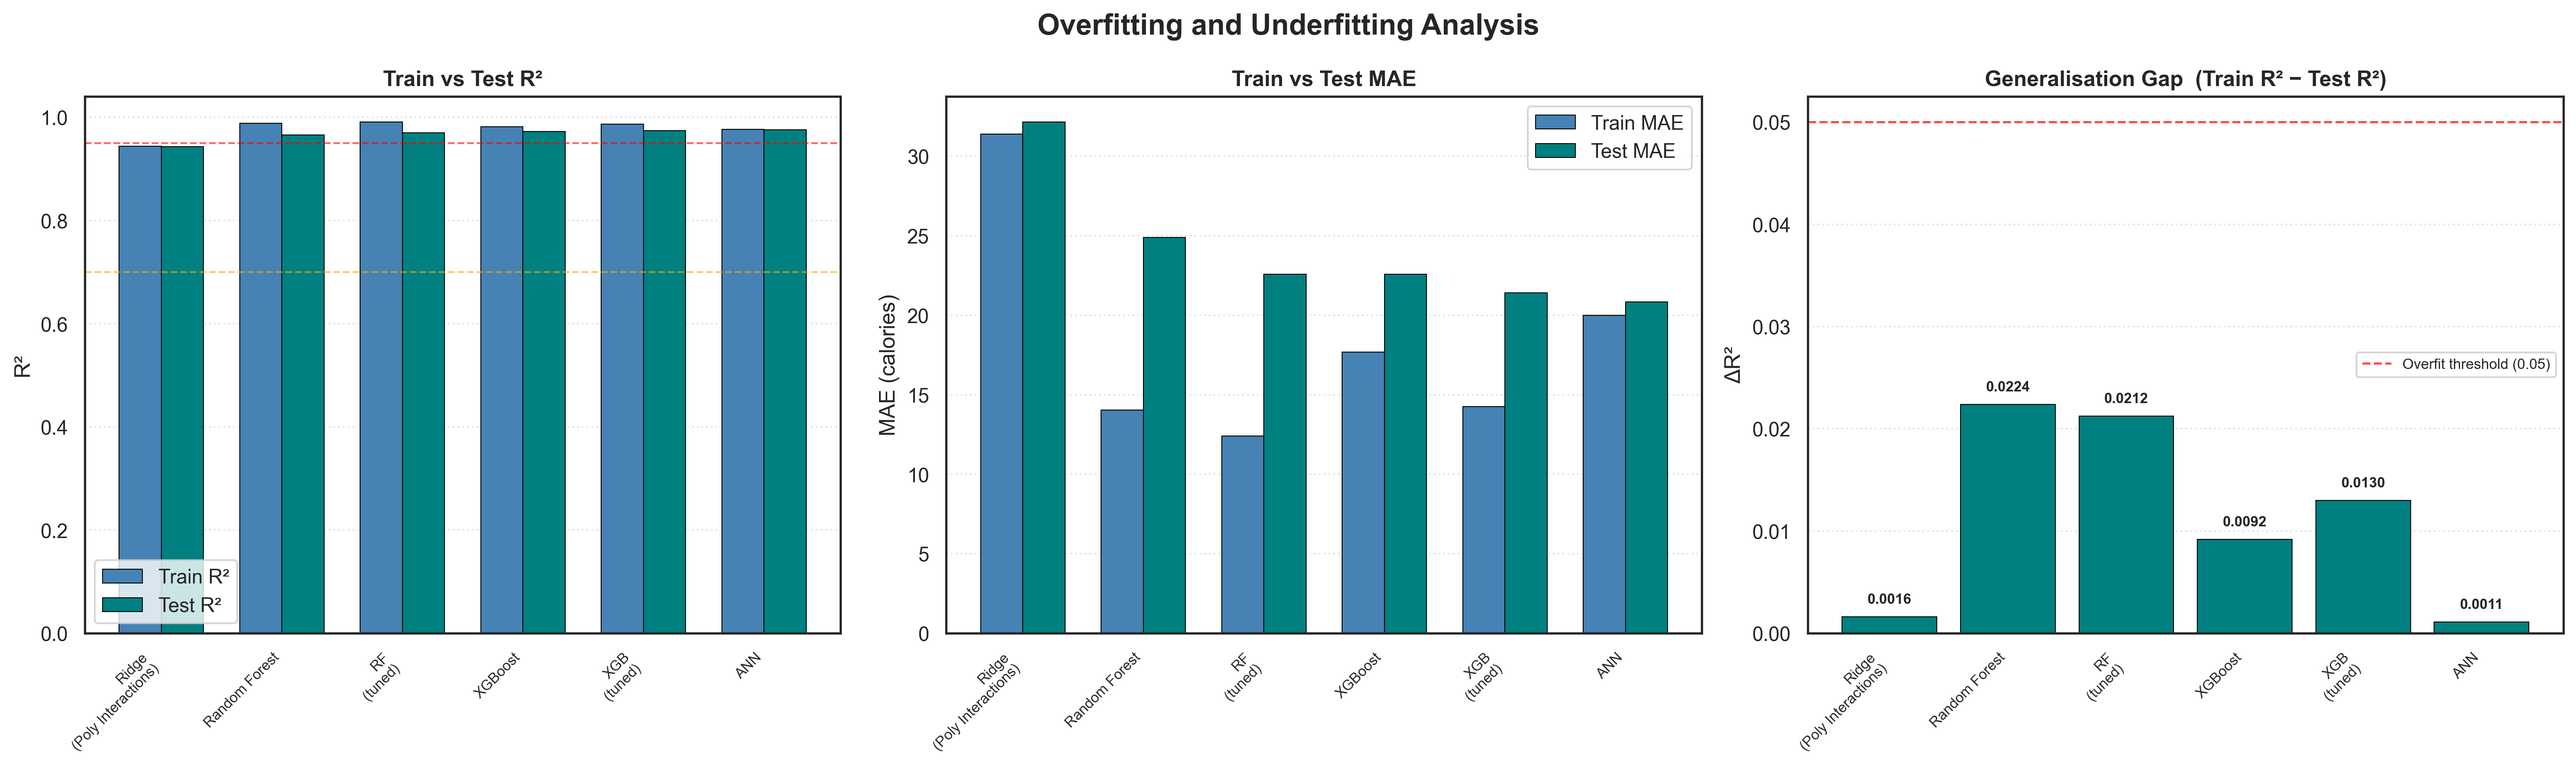 Overfitting and Underfitting Analysis
Train vs Test R²
R²
1.0
0.8
0.6
0.4
0.2
0.0
Train R²
Test R²
Ridge
(Poly Interactions)
Random Forest
RF
(tuned)
XGBoost
XGB
(tuned)
ANN
Train vs Test MAE
MAE (calories)
30
25
20
15
10
5
0
Train MAE
Test MAE
Ridge
(Poly Interactions)
Random Forest
RF
(tuned)
XGBoost
XGB
(tuned)
ANN
Generalisation Gap (Train R² − Test R²)
ΔR²
0.05
0.04
0.03
0.02
0.01
0.00
Overfit threshold (0.05)
0.0016
0.0224
0.0212
0.0092
0.0130
0.0011
Ridge
(Poly Interactions)
Random Forest
RF
(tuned)
XGBoost
XGB
(tuned)
ANN